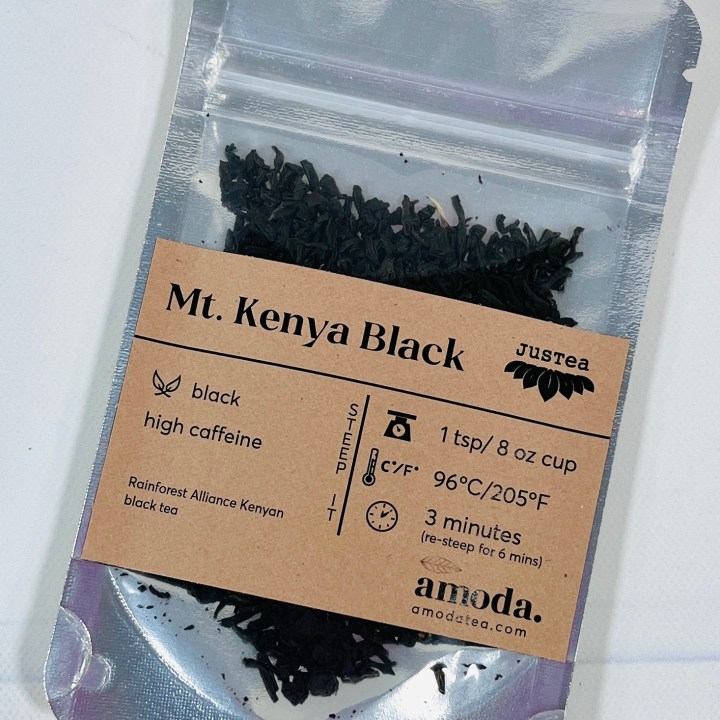 Mt. Kenya Black
JusTea
black
high caffeine
Rainforest Alliance Kenyan
black tea
STEEP IT
1 tsp/ 8 oz cup
C°/F°
96°C/205°F
3 minutes
(re-steep for 6 mins)
amoda.
amodatea.com